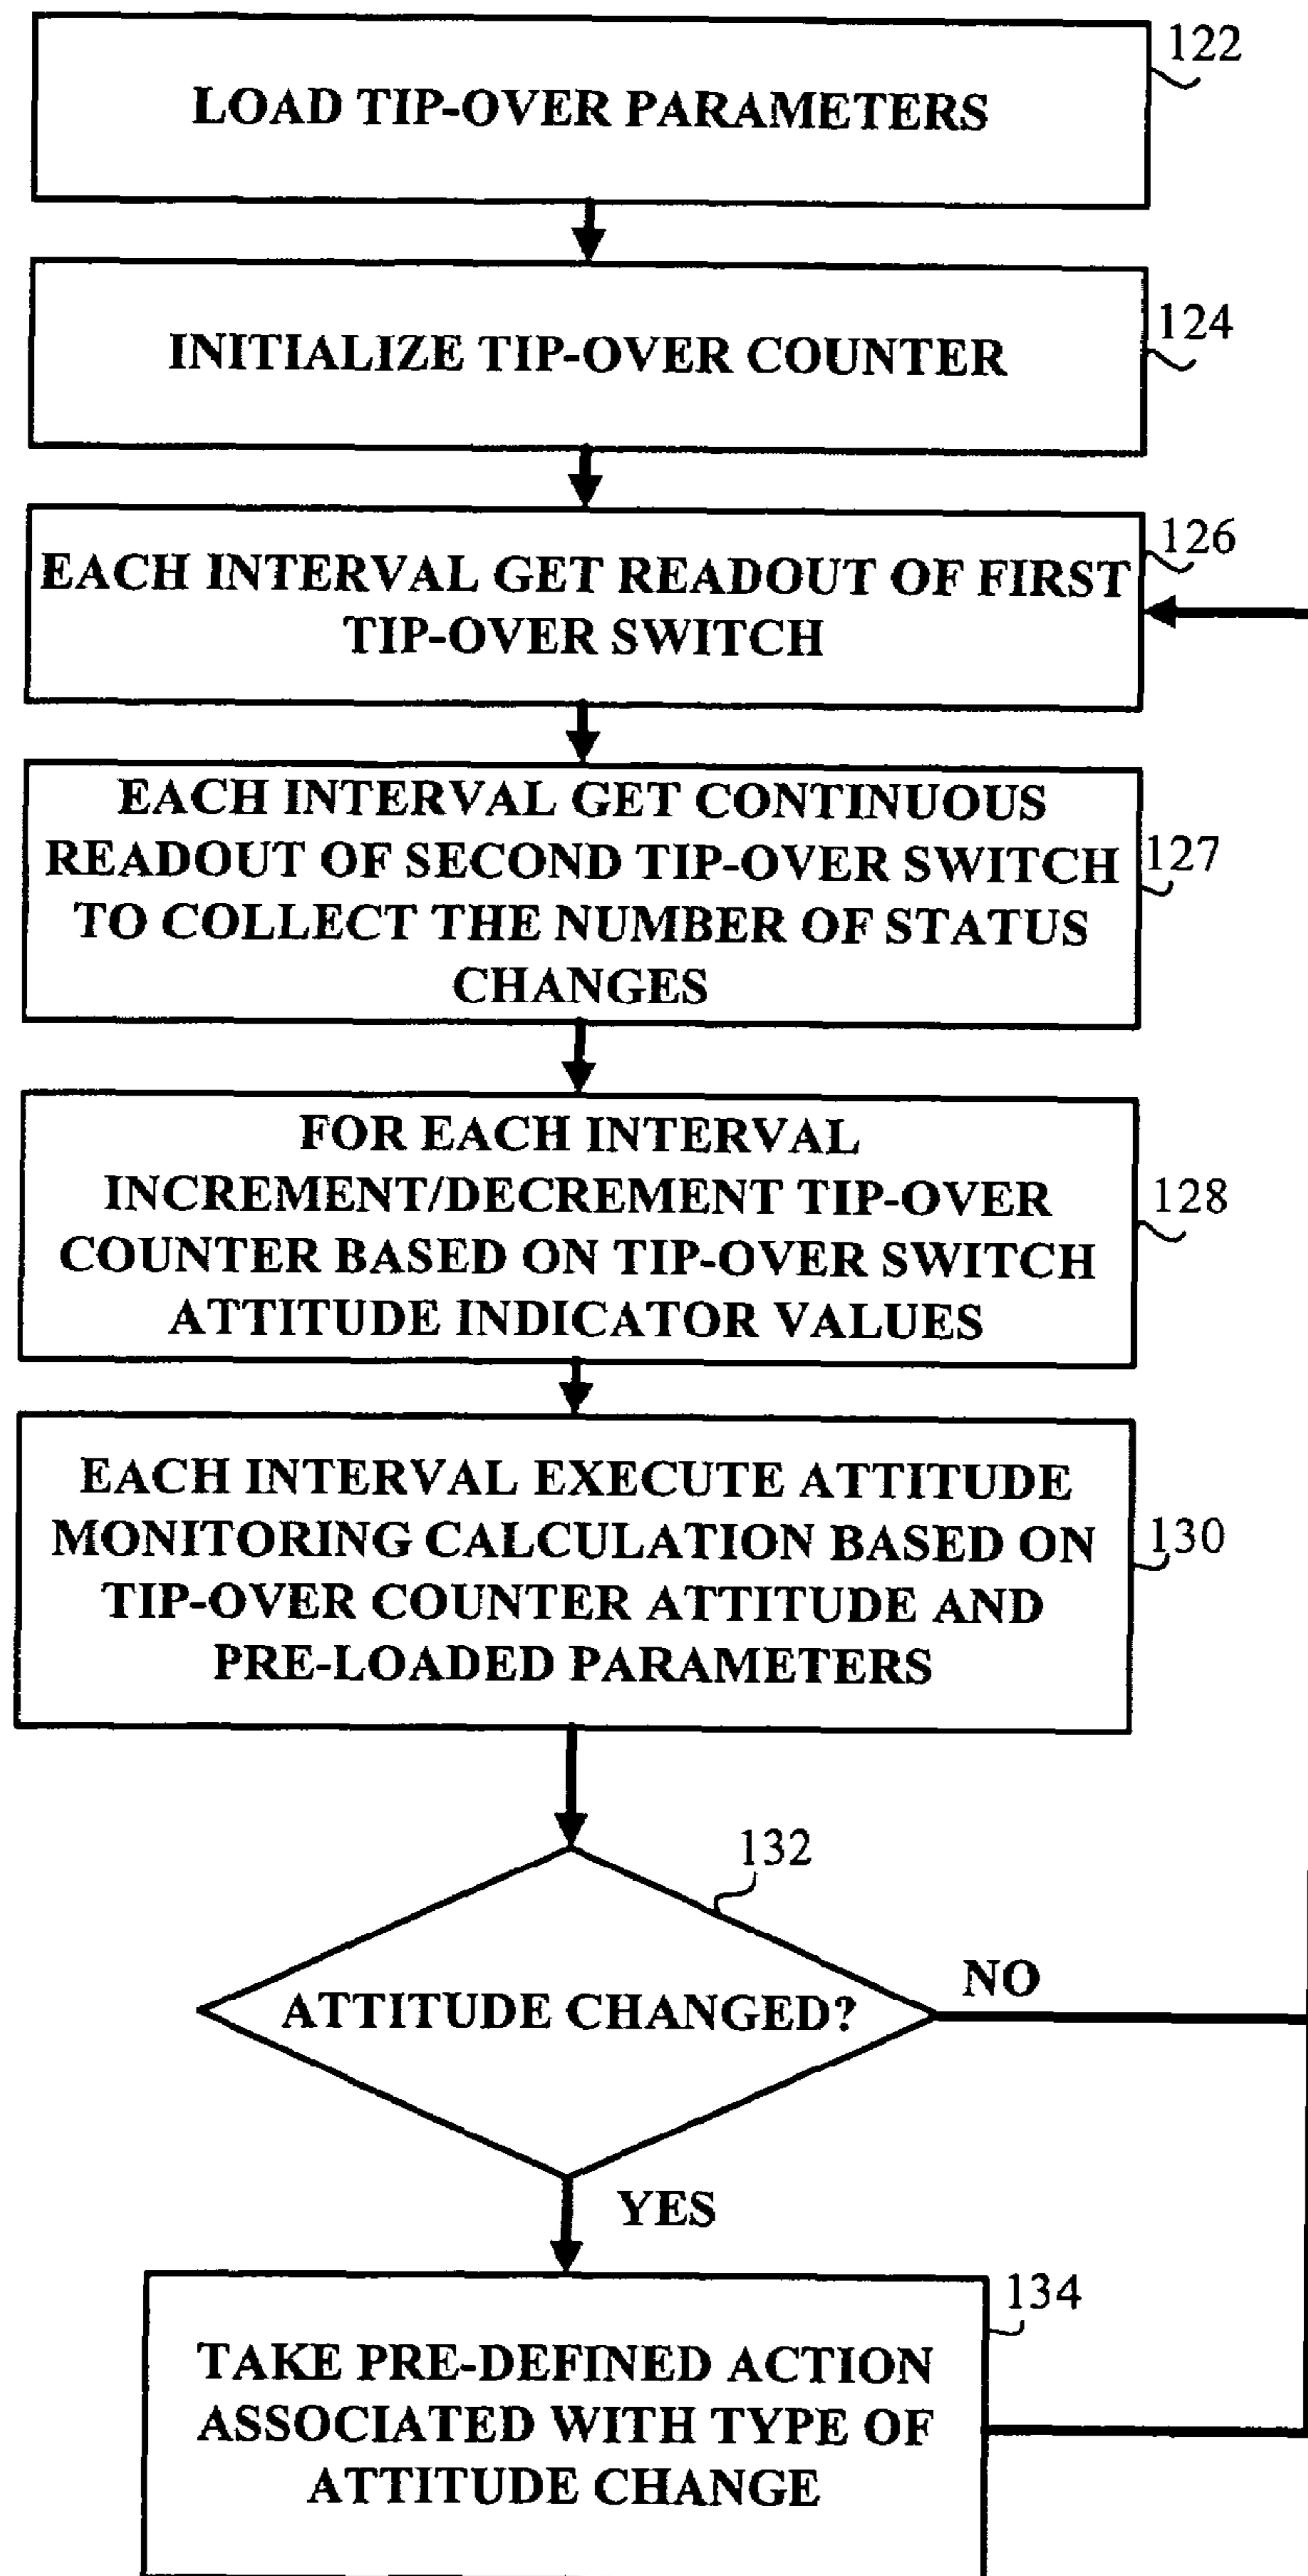 122
LOAD TIP-OVER PARAMETERS
124
INITIALIZE TIP-OVER COUNTER
126
EACH INTERVAL GET READOUT OF FIRST
TIP-OVER SWITCH
EACH INTERVAL GET CONTINUOUS
READOUT OF SECOND TIP-OVER SWITCH
127
TO COLLECT THE NUMBER OF STATUS
CHANGES
FOR EACH INTERVAL
INCREMENT/DECREMENT TIP-OVER
128
COUNTER BASED ON TIP-OVER SWITCH
ATTITUDE INDICATOR VALUES
EACH INTERVAL EXECUTE ATTITUDE
MONITORING CALCULATION BASED ON
130
TIP-OVER COUNTER ATTITUDE AND
PRE-LOADED PARAMETERS
132
NO
ATTITUDE CHANGED?
YES
134
TAKE PRE-DEFINED ACTION
ASSOCIATED WITH TYPE OF
ATTITUDE CHANGE